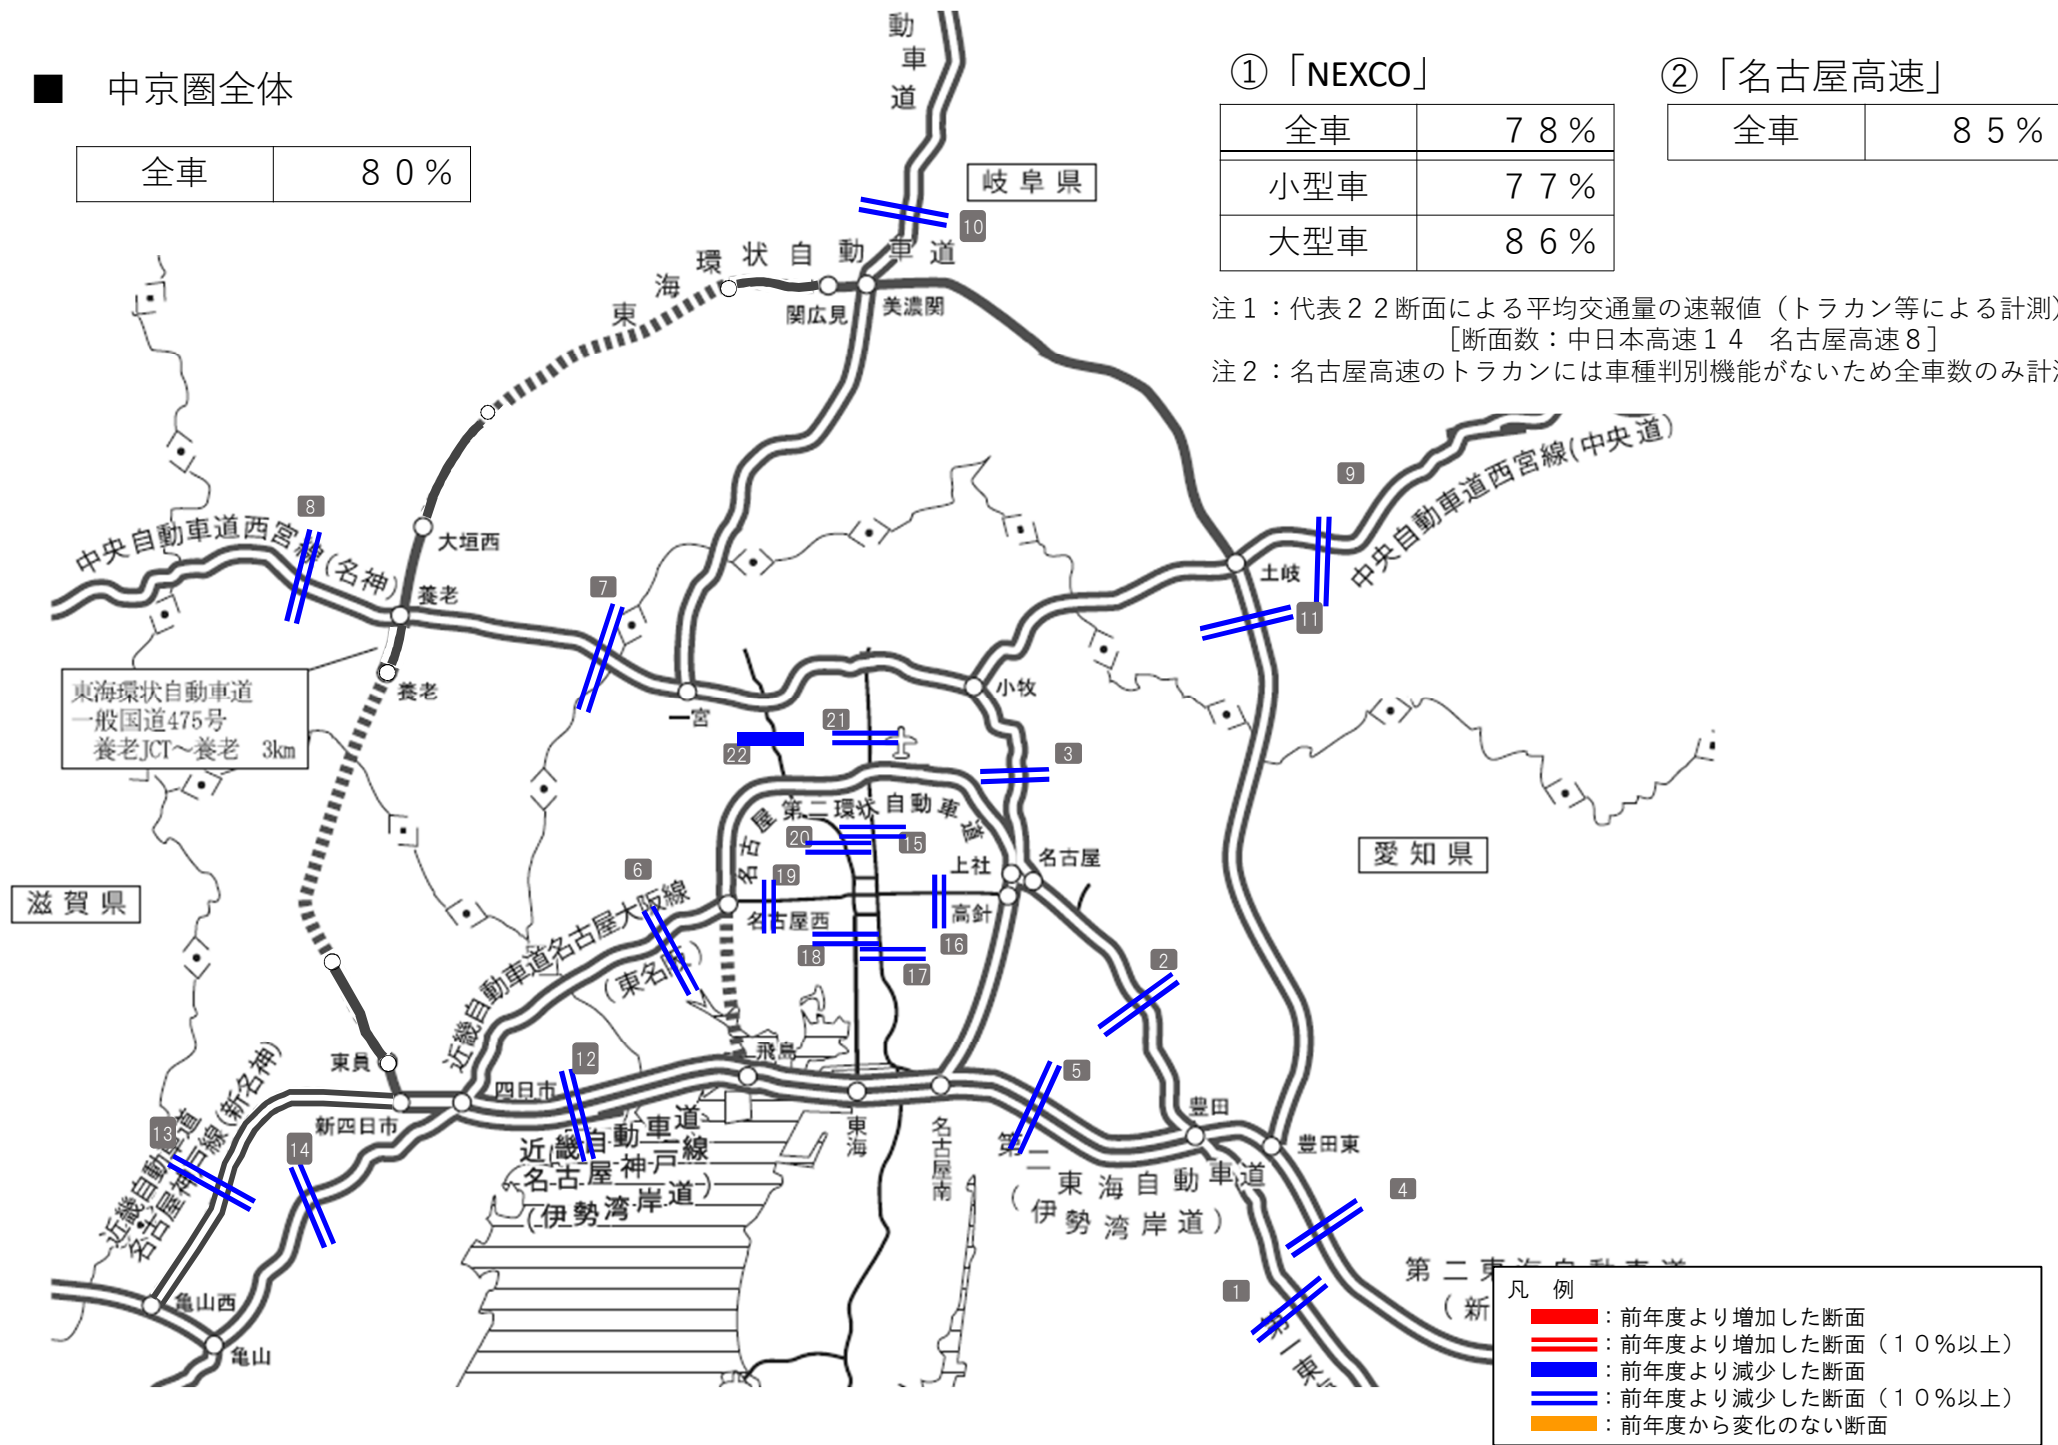 ■　中京圏全体
全車　８０％
①「NEXCO」
全車　７８％
小型車　７７％
大型車　８６％
②「名古屋高速」
全車　８５％
注１：代表２２断面による平均交通量の速報値（トラカン等による計測）
［断面数：中日本高速１４　名古屋高速８］
注２：名古屋高速のトラカンには車種判別機能がないため全車数のみ計
動車道
岐阜県
10
東海環状自動車道
関広見
美濃関
中央自動車道西宮線(中央道)
9
8
中央自動車道西宮線(名神)
大垣西
養老
7
土岐
11
養老
東海環状自動車道
一般国道475号
養老JCT～養老　3km
一宮
小牧
22
21
3
名古屋第二環状自動車道
20
15
上社
名古屋
愛知県
滋賀県
6
19
名古屋西
高針
16
18
17
2
近畿自動車道名古屋大阪線
(東名阪)
東員
飛島
12
四日市
5
新四日市
豊田
豊田東
東海
名古屋南
13
14
近畿自動車道
名古屋神戸線(新名神)
近畿自動車道
名古屋神戸線
(伊勢湾岸道)
第二東海自動車道
(伊勢湾岸道)
4
1
亀山西
亀山
第一東
第二東海自動車道
(新
凡　例
：前年度より増加した断面
：前年度より増加した断面（１０％以上）
：前年度より減少した断面
：前年度より減少した断面（１０％以上）
：前年度から変化のない断面